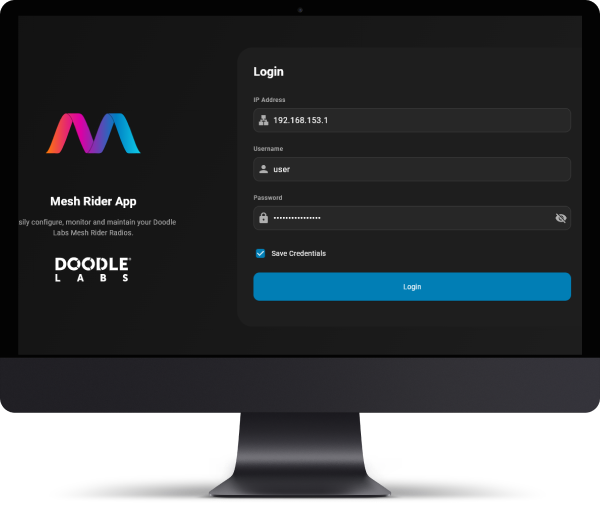 Login
IP Address
192.168.153.1
Username
user
Password
••••••••••••••••
Save Credentials
Login
Mesh Rider App
sily configure, monitor and maintain your Doodle
Labs Mesh Rider Radios.
DOODLE
LABS